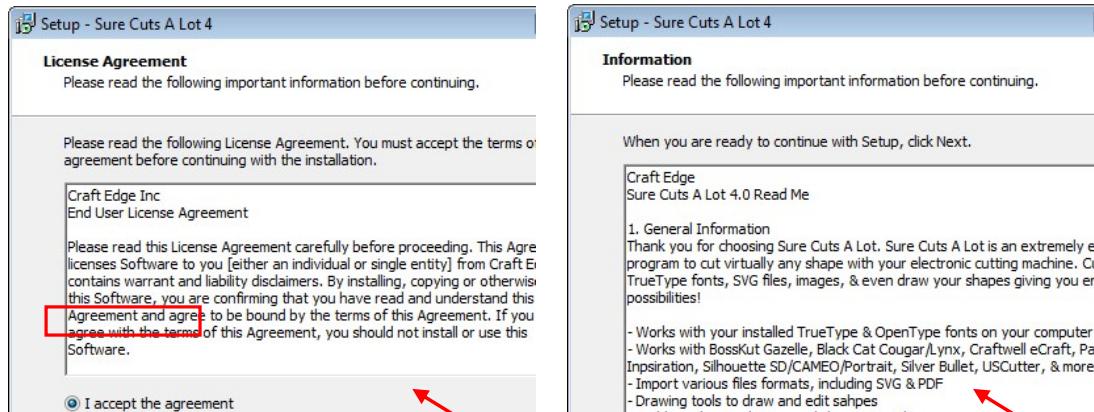 Setup - Sure Cuts A Lot 4
License Agreement
Please read the following important information before continuing.
Please read the following License Agreement. You must accept the terms o
agreement before continuing with the installation.
Craft Edge Inc
End User License Agreement
Please read this License Agreement carefully before proceeding. This Agre
licenses Software to you [either an individual or single entity] from Craft E
contains warrant and liability disclaimers. By installing, copying or otherwis
this Software, you are confirming that you have read and understand this
Agreement and agree to be bound by the terms of this Agreement. If you
agree with the terms of this Agreement, you should not install or use this
Software.
I accept the agreement
Setup - Sure Cuts A Lot 4
Information
Please read the following important information before continuing.
When you are ready to continue with Setup, click Next.
Craft Edge
Sure Cuts A Lot 4.0 Read Me
1. General Information
Thank you for choosing Sure Cuts A Lot. Sure Cuts A Lot is an extremely e
program to cut virtually any shape with your electronic cutting machine. Cu
TrueType fonts, SVG files, images, & even draw your shapes giving you en
possibilities!
- Works with your installed TrueType & OpenType fonts on your computer
- Works with BossKut Gazelle, Black Cat Cougar/Lynx, Craftwell eCraft, Pa
Inpsiration, Silhouette SD/CAMEO/Portrait, Silver Bullet, USCutter, & more
- Import various files formats, including SVG & PDF
- Drawing tools to draw and edit sahpes